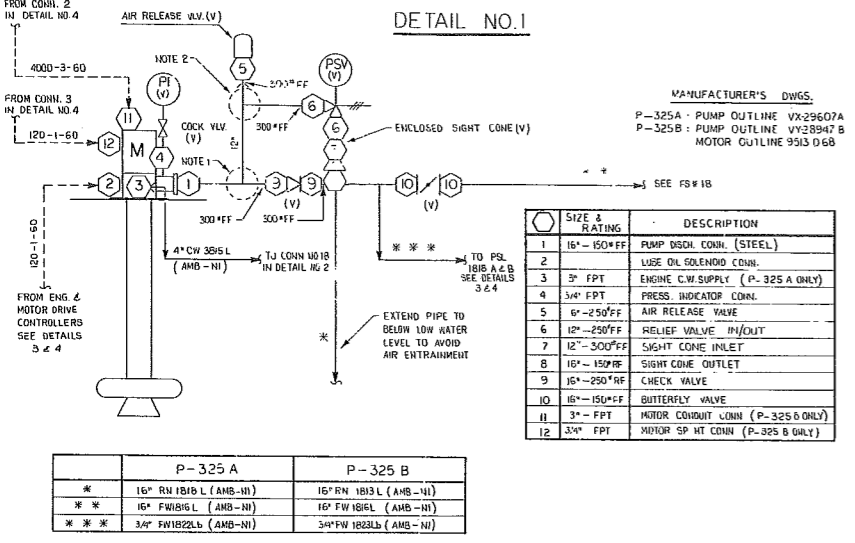 DETAIL NO.1
FROM CONN. 2
IN DETAIL NO.4
4000-3-60
FROM CONN. 3
IN DETAIL NO.4
120-1-60
120-1-60
FROM ENG. &
MOTOR DRIVE
CONTROLLERS
SEE DETAILS
3 & 4
AIR RELEASE VLV. (V)
NOTE 2
PI
(V)
COCK VLV.
(V)
NOTE 1
12"
5
300#FF
6
300#FF
PSV
(V)
6
7
ENCLOSED SIGHT CONE (V)
11
12
M
4
2
3
1
9
9
(V)
300#FF
300#FF
10
10
(V)
* *
SEE FS# 18
4" CW 3815 L
(AMB-NI)
TO CONN NO 18
IN DETAIL NO 2
* * *
TO PSL
1818 A & B
SEE DETAILS
3 & 4
*
EXTEND PIPE TO
BELOW LOW WATER
LEVEL TO AVOID
AIR ENTRAINMENT
MANUFACTURER'S DWGS.
P-325A : PUMP OUTLINE VX-29607A
P-325B : PUMP OUTLINE VY-28947 B
MOTOR OUTLINE 9513 D 68
SIZE & RATING DESCRIPTION
1 16"-150#FF PUMP DISCH. CONN. (STEEL)
2 LUBE OIL SOLENOID CONN.
3 3" FPT ENGINE C.W. SUPPLY (P-325 A ONLY)
4 3/4" FPT PRESS. INDICATOR CONN.
5 6"-250#FF AIR RELEASE VALVE
6 12"-250#FF RELIEF VALVE IN/OUT
7 12"-300#FF SIGHT CONE INLET
8 16"-150#RF SIGHT CONE OUTLET
9 16"-250#RF CHECK VALVE
10 16"-150#FF BUTTERFLY VALVE
11 3"-FPT MOTOR CONDUIT CONN (P-325 B ONLY)
12 3/4" FPT MOTOR SP HT CONN (P-325 B ONLY)
P-325 A P-325 B
* 16" RN 1818 L (AMB-NI) 16" RN 1813 L (AMB-NI)
* * 16" FW1816 L (AMB-NI) 16" FW 1816L (AMB-NI)
* * * 3/4" FW1822Lb (AMB-NI) 3/4"FW 1823Lb (AMB-NI)